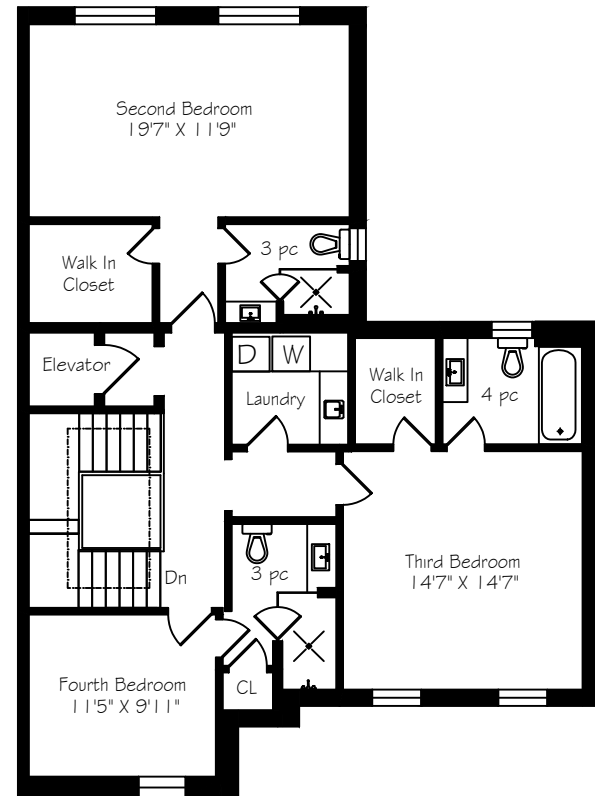 Second Bedroom
19'7" X 11'9"
3 pc
Walk In
Closet
Elevator
D
W
Laundry
Walk In
Closet
4 pc
Dn
3 pc
Third Bedroom
14'7" X 14'7"
Fourth Bedroom
11'5" X 9'11"
CL